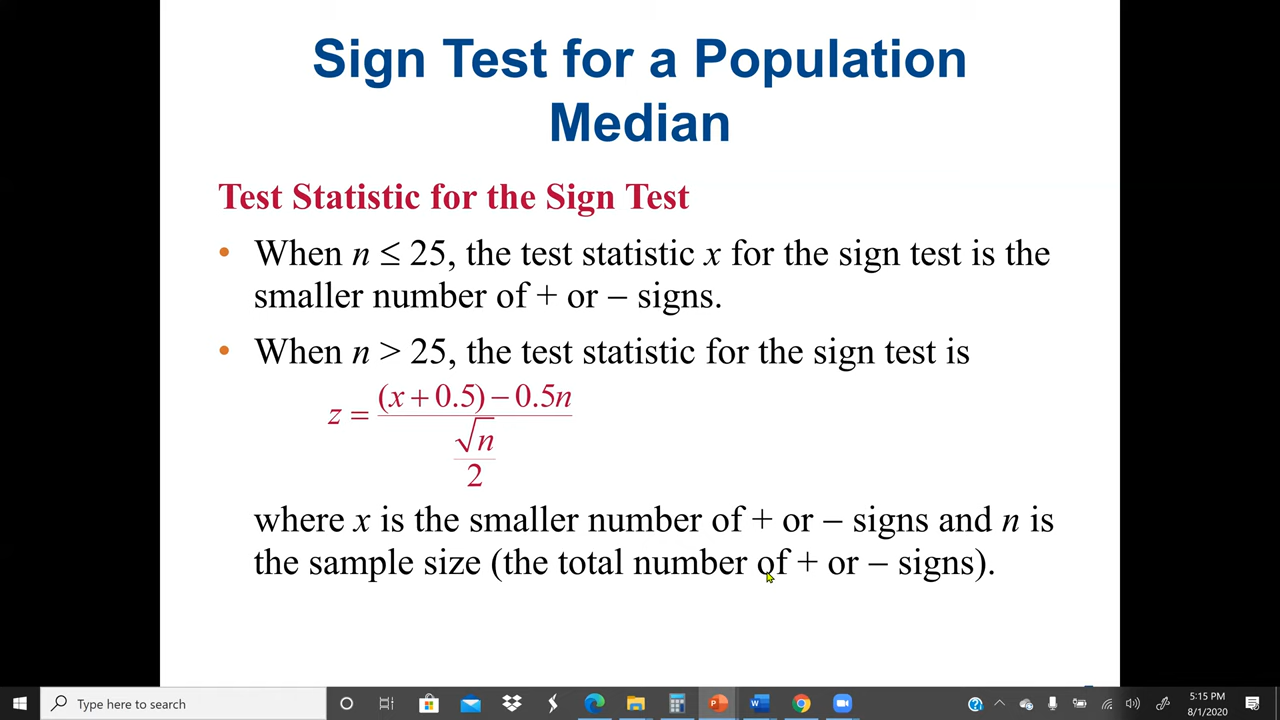 Sign Test for a Population
Median
Test Statistic for the Sign Test
• When n ≤ 25, the test statistic x for the sign test is the
smaller number of + or − signs.
• When n > 25, the test statistic for the sign test is
z = ((x + 0.5) − 0.5n) / (√n / 2)
where x is the smaller number of + or − signs and n is
the sample size (the total number of + or − signs).
Type here to search
5:15 PM
8/1/2020